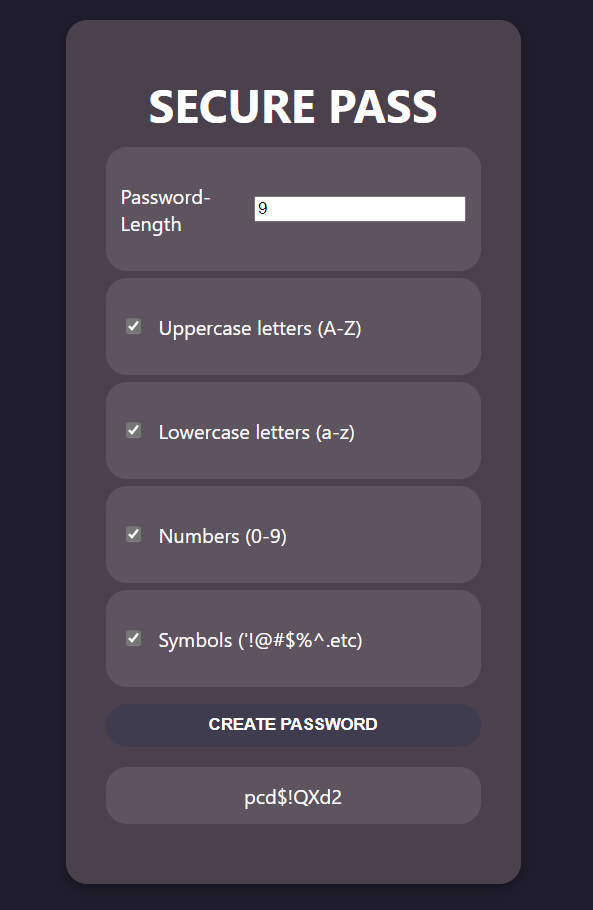 SECURE PASS
Password-
Length
9
Uppercase letters (A-Z)
Lowercase letters (a-z)
Numbers (0-9)
Symbols ('!@#$%^.etc)
CREATE PASSWORD
pcd$!QXd2